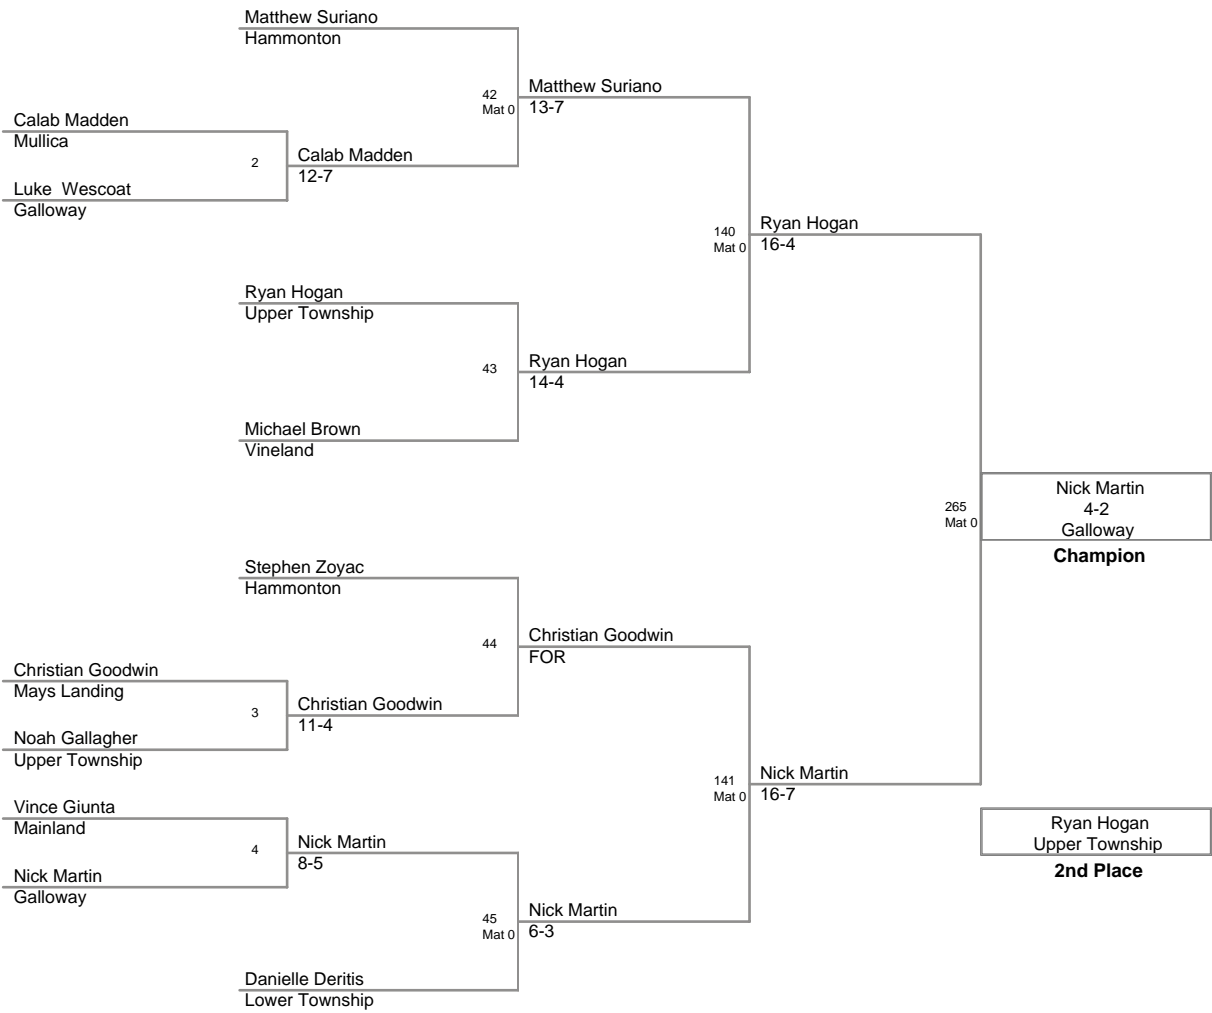 Matthew Suriano
Hammonton
42
Mat 0
Matthew Suriano
13-7
Calab Madden
Mullica
2
Calab Madden
12-7
Luke  Wescoat
Galloway
140
Mat 0
Ryan Hogan
16-4
Ryan Hogan
Upper Township
43
Ryan Hogan
14-4
Michael Brown
Vineland
265
Mat 0
Nick Martin
4-2
Galloway
Champion
Stephen Zoyac
Hammonton
44
Christian Goodwin
FOR
Christian Goodwin
Mays Landing
3
Christian Goodwin
11-4
Noah Gallagher
Upper Township
141
Mat 0
Nick Martin
16-7
Vince Giunta
Mainland
4
Nick Martin
8-5
Nick Martin
Galloway
45
Mat 0
Nick Martin
6-3
Danielle Deritis
Lower Township
Ryan Hogan
Upper Township
2nd Place